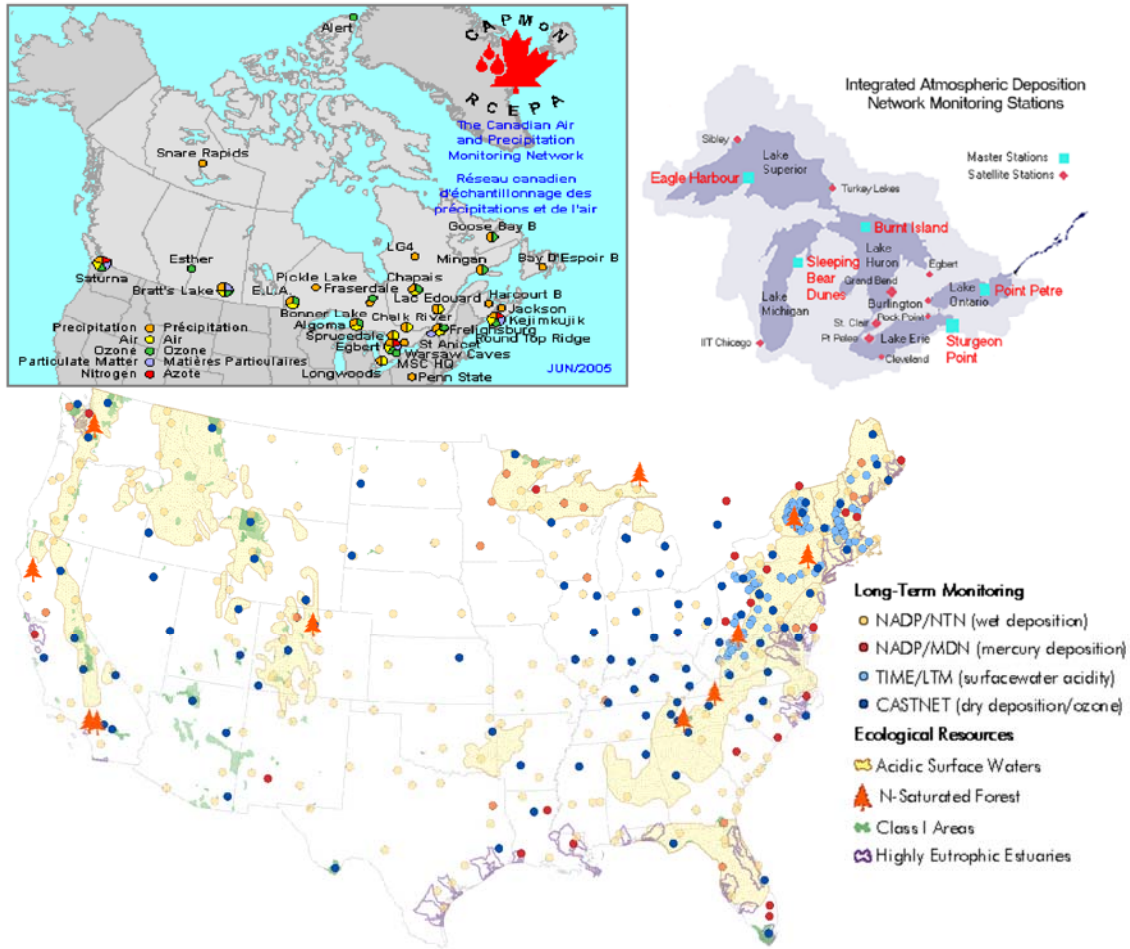 Alert
CAPMoN
RCEPA
The Canadian Air
and Precipitation
Monitoring Network
Réseau canadien
d'échantillonnage des
précipitations et de l'air
Snare Rapids
Goose Bay B
LG4
Mingan
Bay D'Espoir B
Saturna
Esther
Bratt's Lake
E.L.A.
Pickle Lake
Fraserdale
Chapais
Lac Edouard
Harcourt B
Jackson
Kejimkujik
Bonner Lake
Chalk River
Algoma
Frelighsburg
Round Top Ridge
Sprucedale
St Anicet
Egbert
Warsaw Caves
MSC HQ
Longwoods
Penn State
Precipitation Précipitation
Air Air
Ozone Ozone
Particulate Matter Matières Particulaires
Nitrogen Azote
JUN/2005
Integrated Atmospheric Deposition
Network Monitoring Stations
Master Stations
Satellite Stations
Sibley
Lake
Superior
Eagle Harbour
Turkey Lakes
Burnt Island
Lake
Huron
Sleeping
Bear
Dunes
Egbert
Grand Bend
Lake
Michigan
Burlington
Lake
Ontario
Point Petre
Rock Point
St. Clair
Pt Pelee
Lake Erie
Sturgeon
Point
IIT Chicago
Cleveland
Long-Term Monitoring
NADP/NTN (wet deposition)
NADP/MDN (mercury deposition)
TIME/LTM (surfacewater acidity)
CASTNET (dry deposition/ozone)
Ecological Resources
Acidic Surface Waters
N-Saturated Forest
Class I Areas
Highly Eutrophic Estuaries